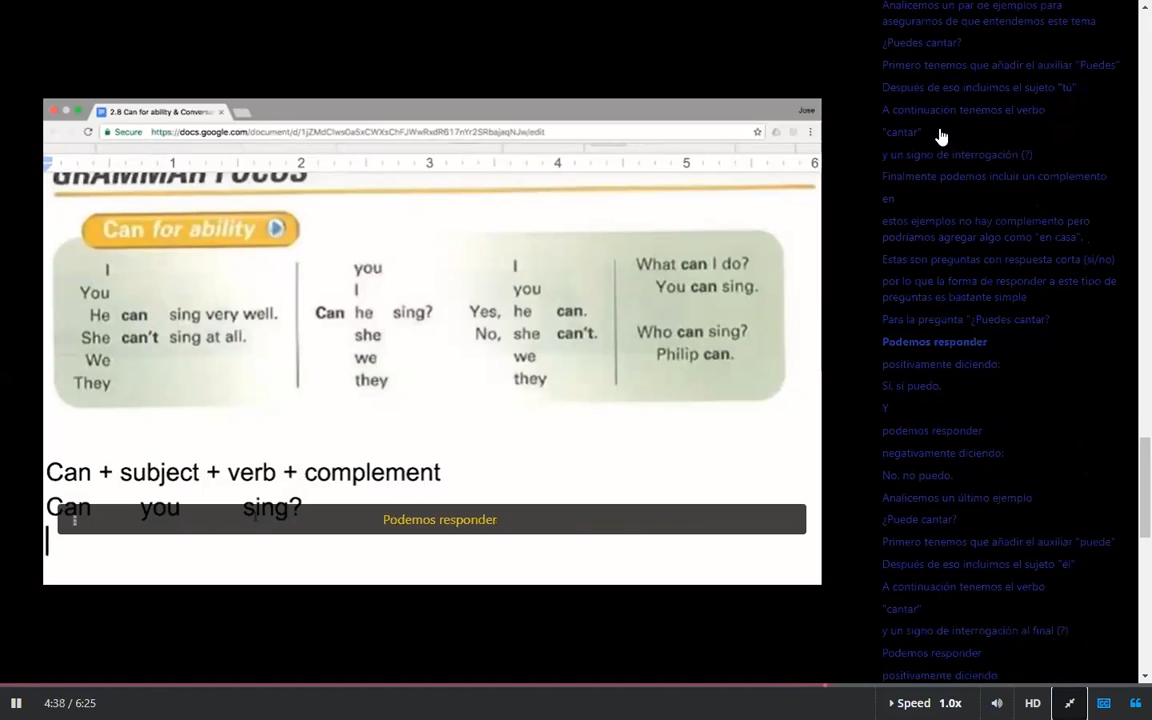 2.8 Can for ability & Convers
Jose
Secure
https://docs.google.com/document/d/1jZMdClws0aSxCWXsChFJWwRxdR617nYr2SRbajaqNJw/edit
1 2 3 4 5 6
GRAMMAR FOCUS
Can for ability
I
You
He can sing very well.
She can't sing at all.
We
They
you
I
Can he sing?
she
we
they
I
you
Yes, he can.
No, she can't.
we
they
What can I do?
You can sing.
Who can sing?
Philip can.
Can + subject + verb + complement
Can you sing?
Podemos responder
Analicemos un par de ejemplos para
asegurarnos de que entendemos este tema
¿Puedes cantar?
Primero tenemos que añadir el auxiliar "Puedes"
Después de eso incluimos el sujeto "tú"
A continuación tenemos el verbo
"cantar"
y un signo de interrogación (?)
Finalmente podemos incluir un complemento
en
estos ejemplos no hay complemento pero
podríamos agregar algo como "en casa".
Estas son preguntas con respuesta corta (sí/no)
por lo que la forma de responder a este tipo de
preguntas es bastante simple
Para la pregunta "¿Puedes cantar?
Podemos responder
positivamente diciendo:
Sí, si puedo.
Y
podemos responder
negativamente diciendo:
No, no puedo.
Analicemos un último ejemplo
¿Puede cantar?
Primero tenemos que añadir el auxiliar "puede"
Después de eso incluimos el sujeto "él"
A continuación tenemos el verbo
"cantar"
y un signo de interrogación al final (?)
Podemos responder
positivamente diciendo
4:38 / 6:25
Speed 1.0x
HD